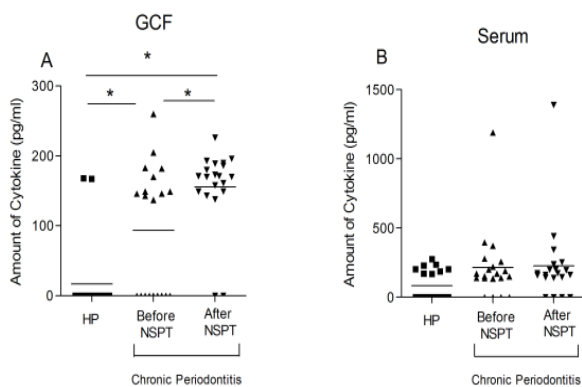 GCF
A
*
*
*
Amount of Cytokine (pg/ml)
300
200
100
0
HP
Before
NSPT
After
NSPT
Chronic Periodontitis
Serum
B
Amount of Cytokine (pg/ml)
1500
1000
500
0
HP
Before
NSPT
After
NSPT
Chronic Periodontitis